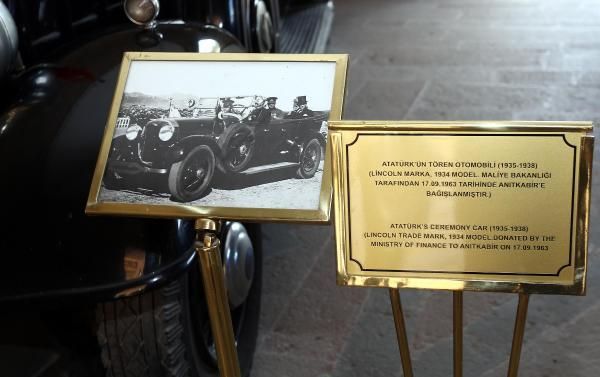 ATATÜRK'ÜN TÖREN OTOMOBİLİ (1935-1938)
(LİNCOLN MARKA, 1934 MODEL. MALİYE BAKANLIĞI
TARAFINDAN 17.09.1963 TARİHİNDE ANITKABİR'E
BAĞIŞLANMIŞTIR.)
ATATÜRK'S CEREMONY CAR (1935-1938)
(LINCOLN TRADE MARK, 1934 MODEL.DONATED BY THE
MINISTRY OF FINANCE TO ANITKABİR ON 17.09.1963